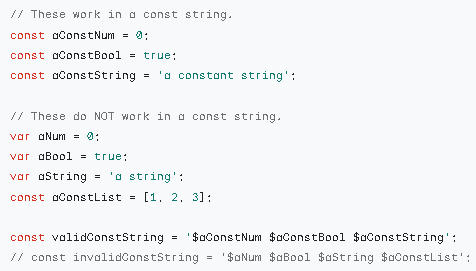 // These work in a const string.
const aConstNum = 0;
const aConstBool = true;
const aConstString = 'a constant string';
// These do NOT work in a const string.
var aNum = 0;
var aBool = true;
var aString = 'a string';
const aConstList = [1, 2, 3];
const validConstString = '$aConstNum $aConstBool $aConstString';
// const invalidConstString = '$aNum $aBool $aString $aConstList';